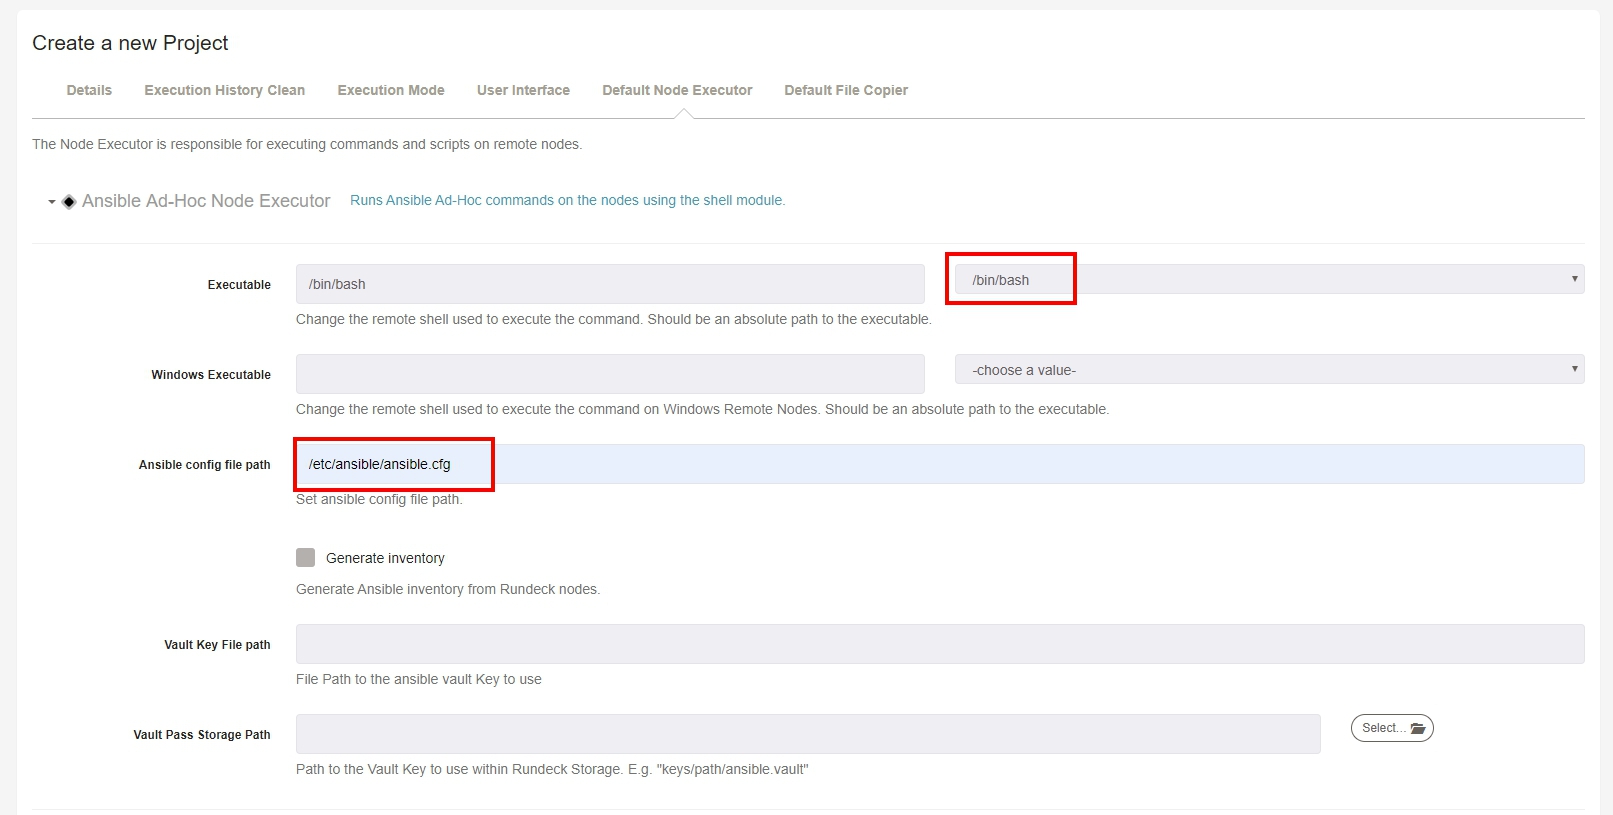 Create a new Project
Details Execution History Clean Execution Mode User Interface Default Node Executor Default File Copier
The Node Executor is responsible for executing commands and scripts on remote nodes.
Ansible Ad-Hoc Node Executor Runs Ansible Ad-Hoc commands on the nodes using the shell module.
Executable /bin/bash /bin/bash
Change the remote shell used to execute the command. Should be an absolute path to the executable.
Windows Executable -choose a value-
Change the remote shell used to execute the command on Windows Remote Nodes. Should be an absolute path to the executable.
Ansible config file path /etc/ansible/ansible.cfg
Set ansible config file path.
Generate inventory
Generate Ansible inventory from Rundeck nodes.
Vault Key File path
File Path to the ansible vault Key to use
Vault Pass Storage Path Select...
Path to the Vault Key to use within Rundeck Storage. E.g. "keys/path/ansible.vault"